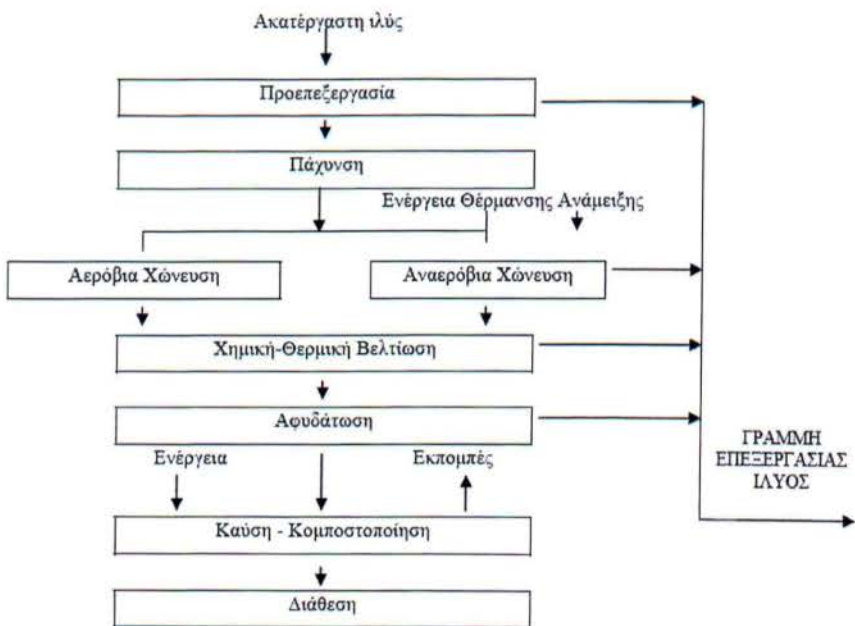 Ακατέργαστη ιλύς
Προεπεξεργασία
Πάχυνση
Ενέργεια Θέρμανσης Ανάμειξης
Αερόβια Χώνευση
Αναερόβια Χώνευση
Χημική-Θερμική Βελτίωση
Αφυδάτωση
Ενέργεια
Εκπομπές
Καύση - Κομποστοποίηση
Διάθεση
ΓΡΑΜΜΗ
ΕΠΕΞΕΡΓΑΣΙΑΣ
ΙΛΥΟΣ